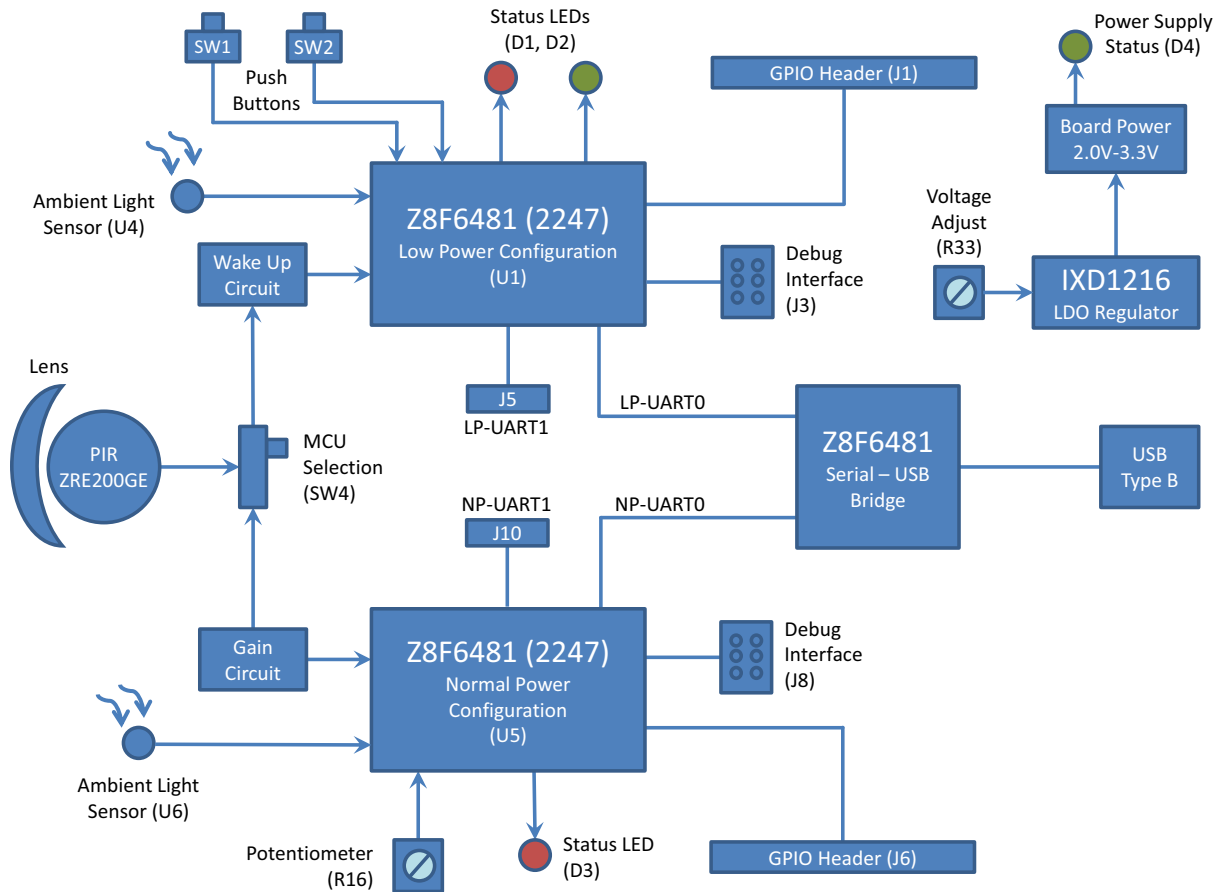 Status LEDs
(D1, D2)
Power Supply
Status (D4)
SW1
SW2
Push
Buttons
GPIO Header (J1)
Board Power
2.0V-3.3V
Ambient Light
Sensor (U4)
Z8F6481 (2247)
Low Power Configuration
(U1)
Voltage
Adjust
(R33)
Wake Up
Circuit
Debug
Interface
(J3)
IXD1216
LDO Regulator
Lens
J5
LP-UART1
LP-UART0
PIR
ZRE200GE
MCU
Selection
(SW4)
Z8F6481
Serial – USB
Bridge
USB
Type B
NP-UART1
NP-UART0
J10
Gain
Circuit
Z8F6481 (2247)
Normal Power
Configuration
(U5)
Debug
Interface
(J8)
Ambient Light
Sensor (U6)
Potentiometer
(R16)
Status LED
(D3)
GPIO Header (J6)